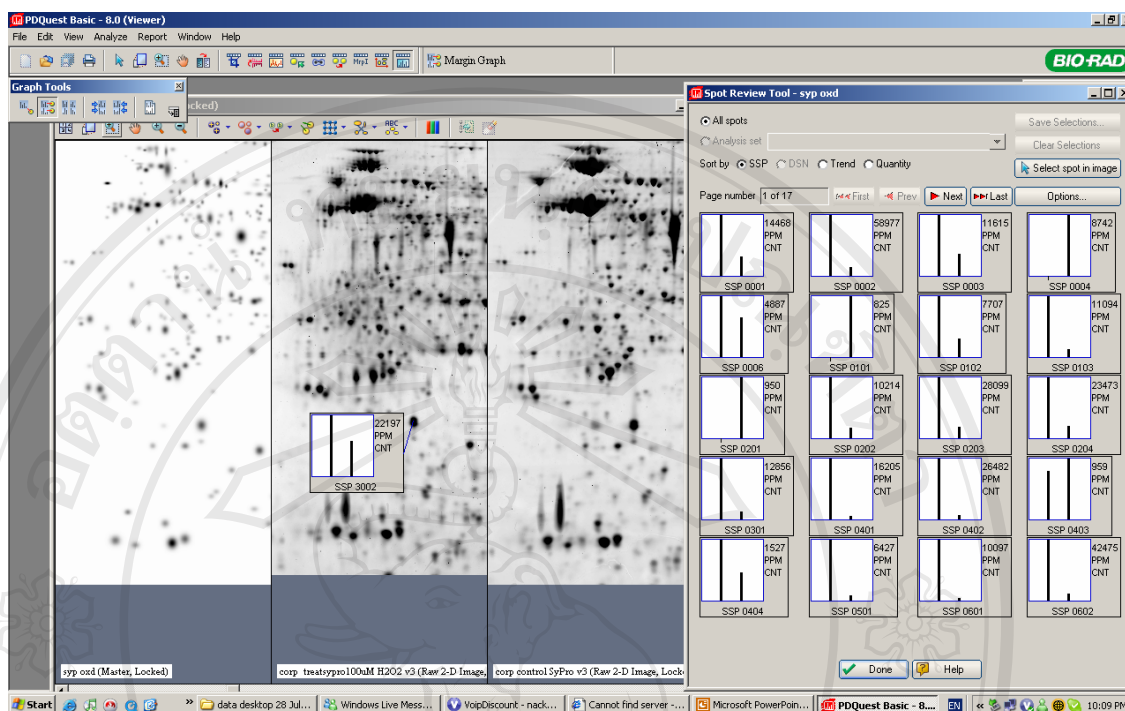 PDQuest Basic - 8.0 (Viewer)
File Edit View Analyze Report Window Help
Margin Graph
BIO-RAD
Graph Tools
ocked)
syp oxd (Master, Locked)
corp treatsypro100uM H2O2 v3 (Raw 2-D Image,
corp control SyPro v3 (Raw 2-D Image, Lock
22197
PPM
CNT
SSP 3002
Spot Review Tool - syp oxd
All spots
Save Selections...
Analysis set
Clear Selections
Sort by SSP DSN Trend Quantity
Select spot in image
Page number 1 of 17 First Prev Next Last Options...
14468 PPM CNT SSP 0001
58977 PPM CNT SSP 0002
11615 PPM CNT SSP 0003
8742 PPM CNT SSP 0004
4887 PPM CNT SSP 0006
825 PPM CNT SSP 0101
7707 PPM CNT SSP 0102
11094 PPM CNT SSP 0103
950 PPM CNT SSP 0201
10214 PPM CNT SSP 0202
28099 PPM CNT SSP 0203
23473 PPM CNT SSP 0204
12856 PPM CNT SSP 0301
16205 PPM CNT SSP 0401
26482 PPM CNT SSP 0402
959 PPM CNT SSP 0403
1527 PPM CNT SSP 0404
6427 PPM CNT SSP 0501
10097 PPM CNT SSP 0601
42475 PPM CNT SSP 0602
Done Help
Start » data desktop 28 Jul... Windows Live Mess... VoipDiscount - nack... Cannot find server -... Microsoft PowerPoin... PDQuest Basic - 8.... EN « 10:09 PM